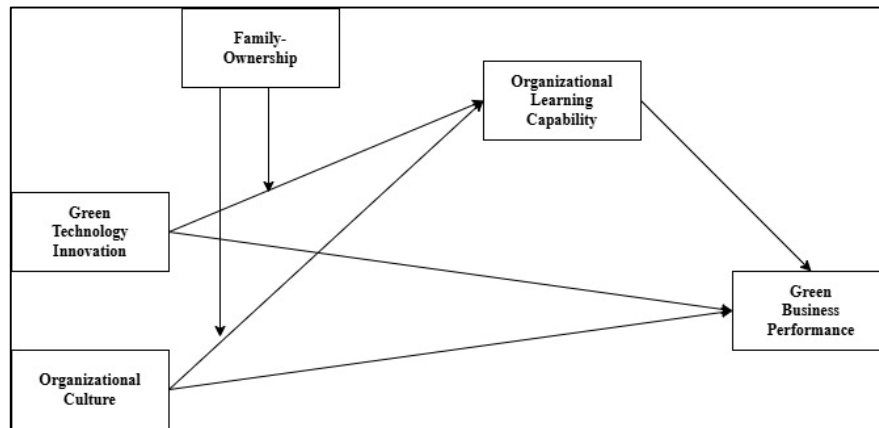 Family-
Ownership
Organizational
Learning
Capability
Green
Technology
Innovation
Green
Business
Performance
Organizational
Culture